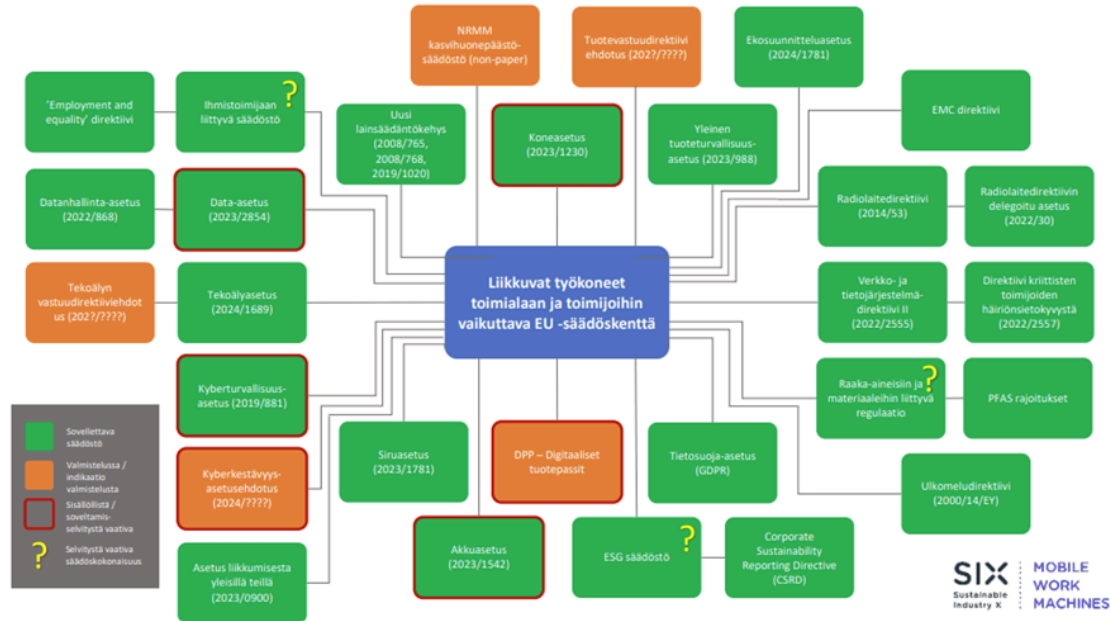 NRMM
kasvihuonepäästö-
säädöstö (non-paper)
Tuotevastuudirektiivi
ehdotus (202?/????)
Ekosuunnitteluasetus
(2024/1781)
'Employment and
equality' direktiivi
Ihmistoimijaan
liittyvä säädöstö
?
Uusi
lainsäädäntökehys
(2008/765,
2008/768,
2019/1020)
Koneasetus
(2023/1230)
Yleinen
tuoteturvallisuus-
asetus (2023/988)
EMC direktiivi
Datanhallinta-asetus
(2022/868)
Data-asetus
(2023/2854)
Radiolaitedirektiivi
(2014/53)
Radiolaitedirektiivin
delegoitu asetus
(2022/30)
Tekoälyn
vastuudirektiiviehdot
us (202?/????)
Tekoälyasetus
(2024/1689)
Liikkuvat työkoneet
toimialaan ja toimijoihin
vaikuttava EU -säädöskenttä
Verkko- ja
tietojärjestelmä-
direktiivi II
(2022/2555)
Direktiivi kriittisten
toimijoiden
häiriönsietokyvystä
(2022/2557)
Kyberturvallisuus-
asetus (2019/881)
Raaka-aineisiin ja
materiaaleihin liittyvä
regulaatio
?
PFAS rajoitukset
Sovellettava
säädöstö
Valmistelussa /
indikaatio
valmistelusta
Sisällöllistä /
soveltamis-
selvitystä vaativa
?
Selvitystä vaativa
säädöskokonaisuus
Kyberkestävyys-
asetusehdotus
(2024/????)
Siruasetus
(2023/1781)
DPP – Digitaaliset
tuotepassit
Tietosuoja-asetus
(GDPR)
Ulkomeludirektiivi
(2000/14/EY)
Asetus liikkumisesta
yleisillä teillä
(2023/0900)
Akkuasetus
(2023/1542)
ESG säädöstö
?
Corporate
Sustainability
Reporting Directive
(CSRD)
SIX
Sustainable
Industry X
MOBILE
WORK
MACHINES